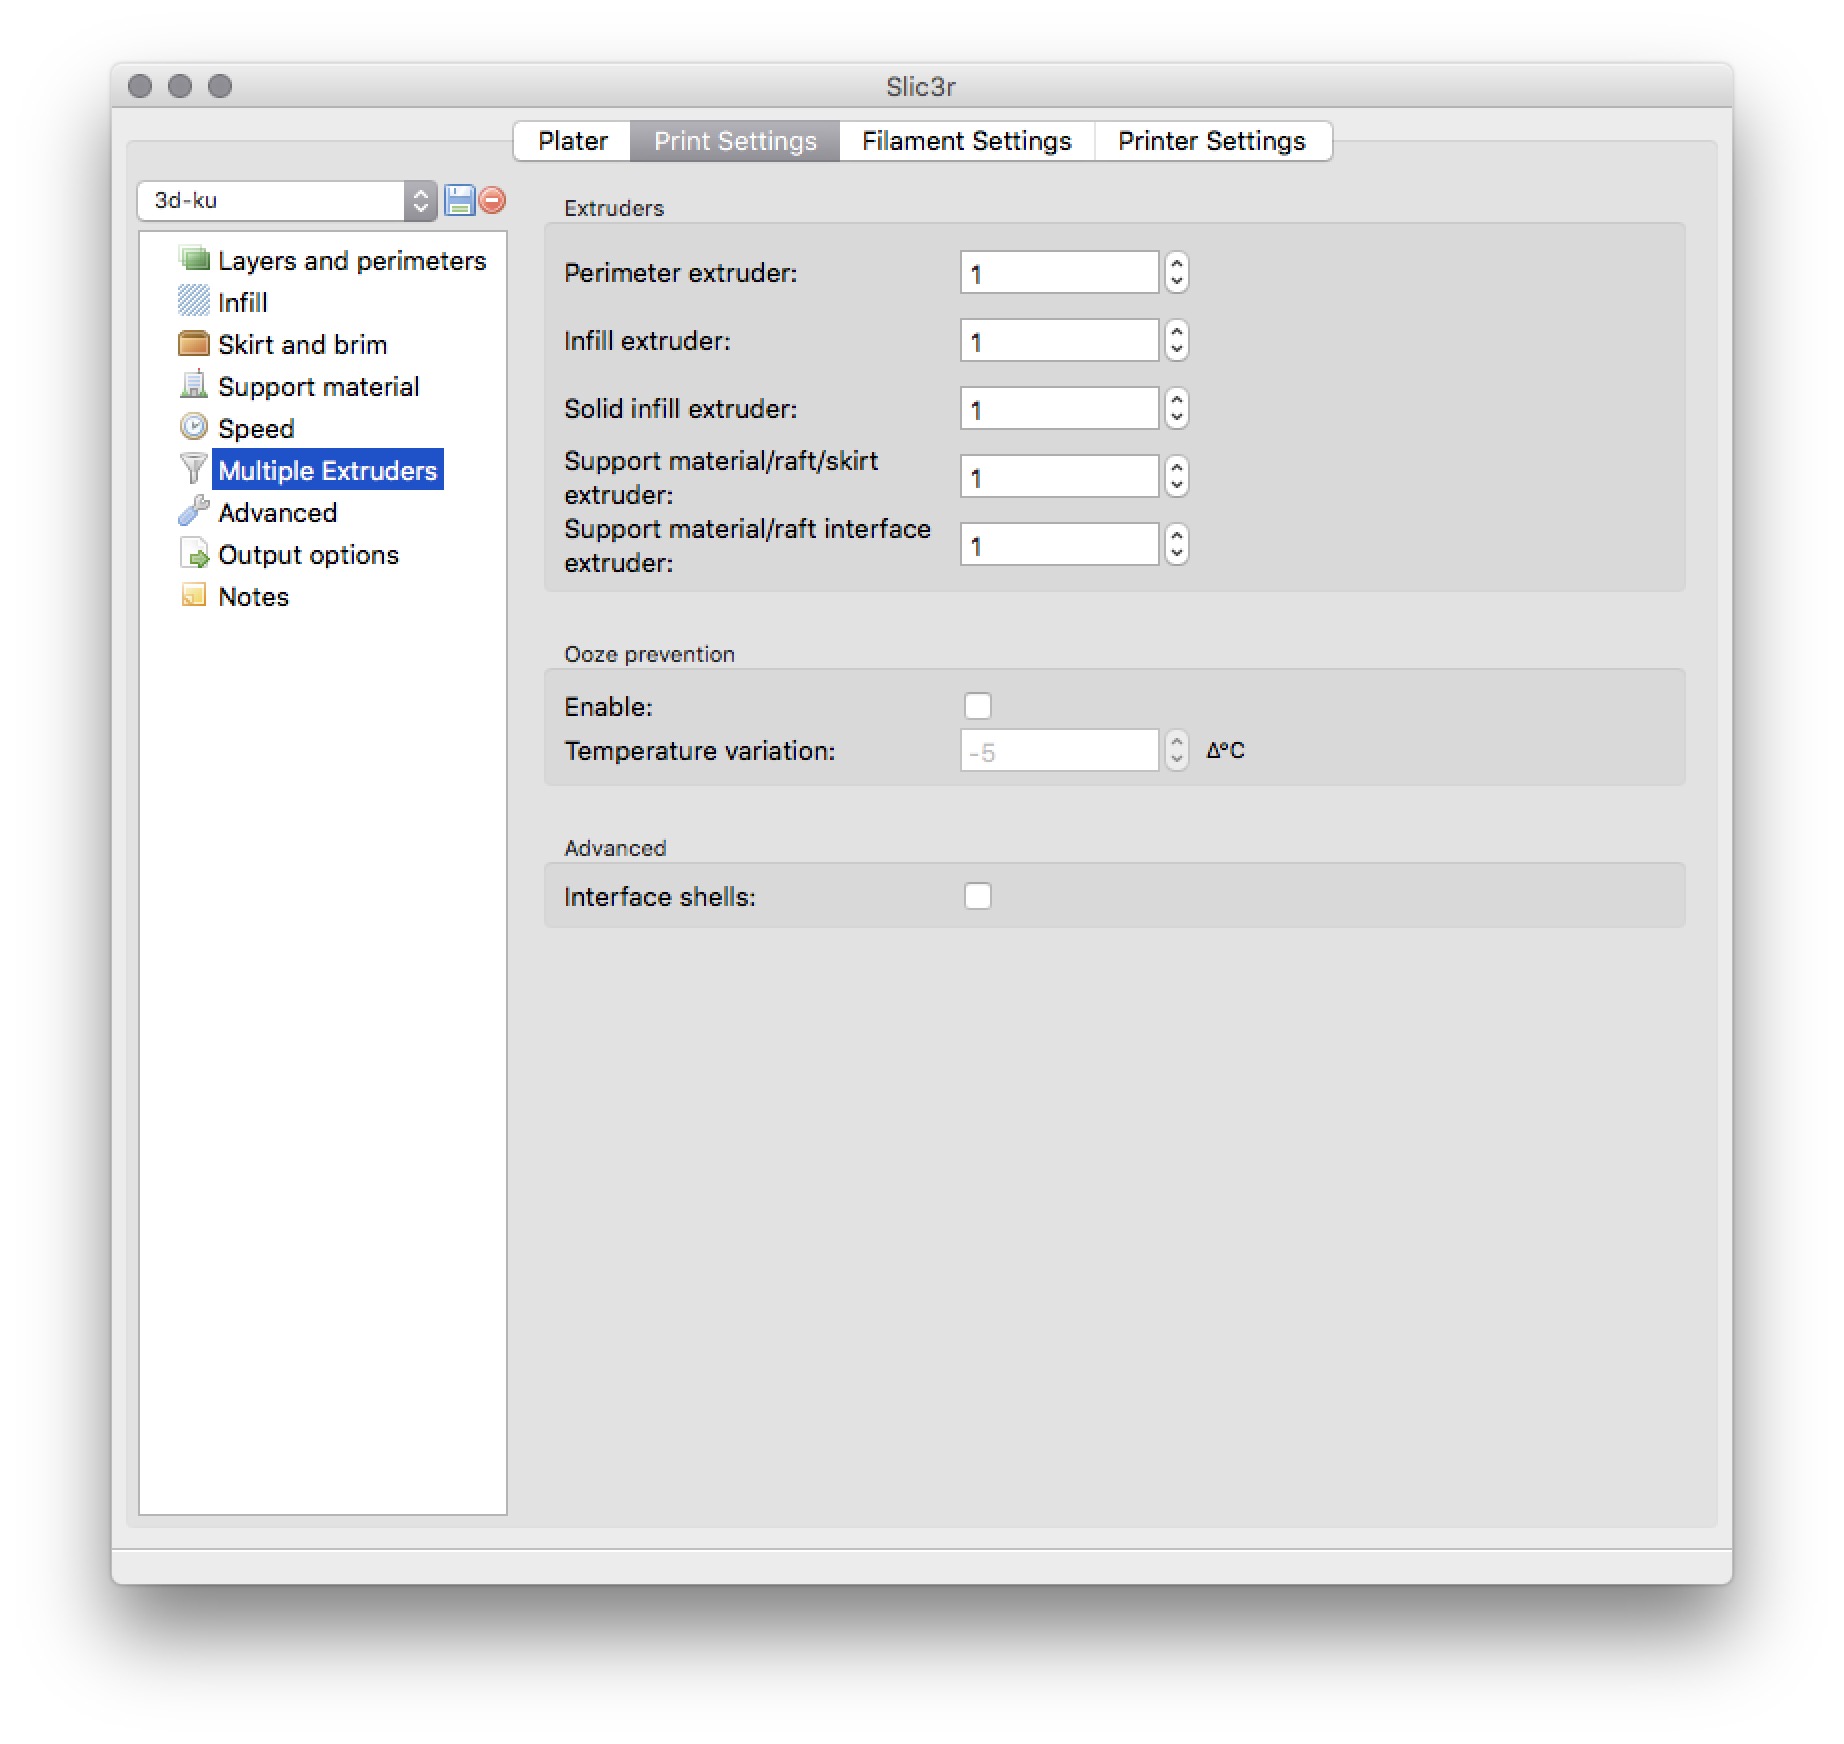 Slic3r
Plater
Print Settings
Filament Settings
Printer Settings
3d-ku
Layers and perimeters
Infill
Skirt and brim
Support material
Speed
Multiple Extruders
Advanced
Output options
Notes
Extruders
Perimeter extruder:
1
Infill extruder:
1
Solid infill extruder:
1
Support material/raft/skirt
extruder:
1
Support material/raft interface
extruder:
1
Ooze prevention
Enable:
Temperature variation:
-5
Δ°C
Advanced
Interface shells: